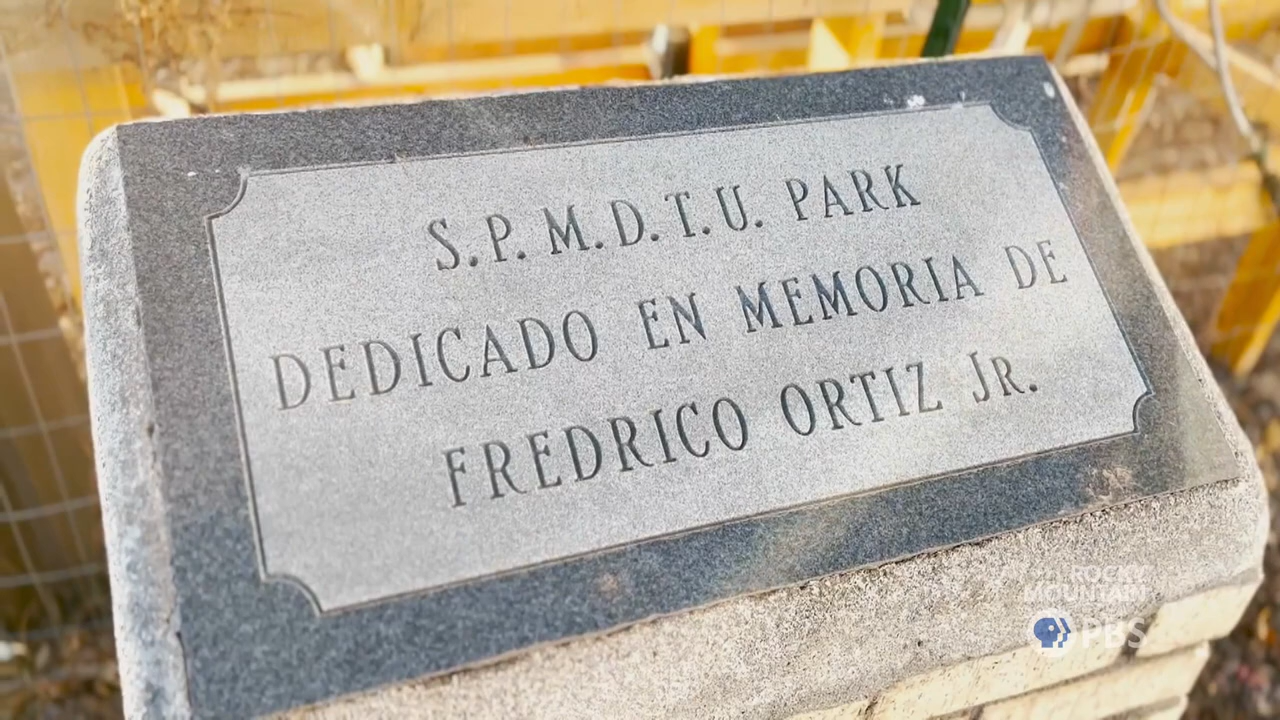 S.P.M.D.T.U. PARK
DEDICADO EN MEMORIA DE
FREDRICO ORTIZ JR.
ROCKY
MOUNTAIN
PBS